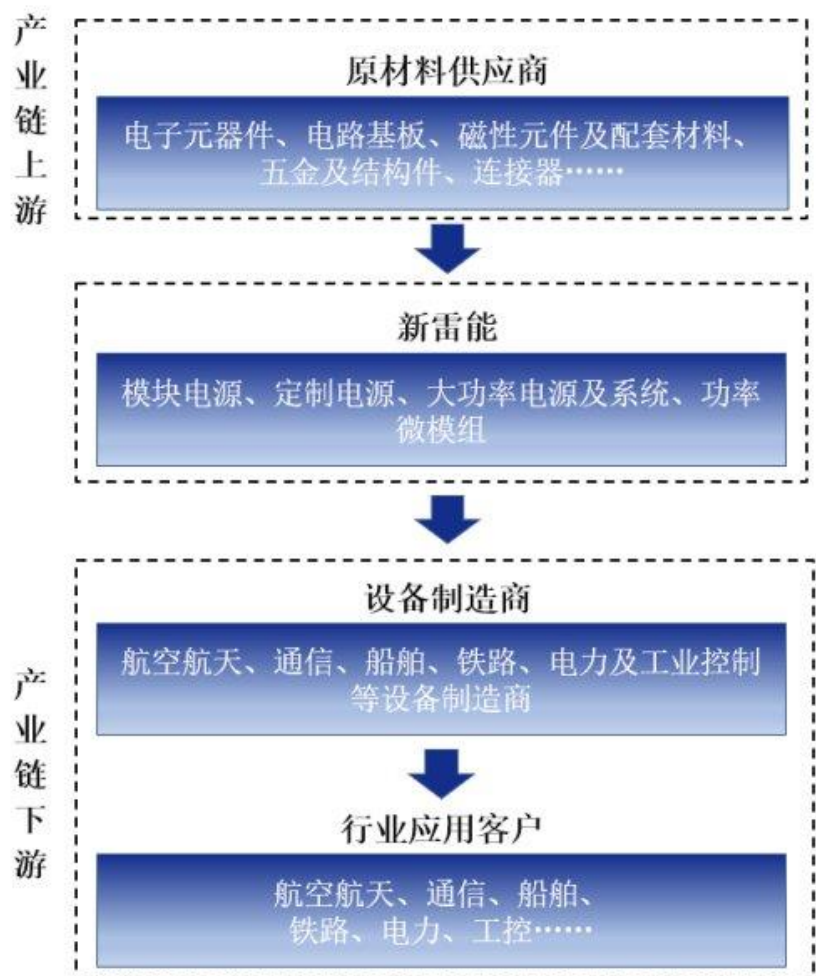 产业链上游
原材料供应商
电子元器件、电路基板、磁性元件及配套材料、
五金及结构件、连接器……
新雷能
模块电源、定制电源、大功率电源及系统、功率
微模组
产业链下游
设备制造商
航空航天、通信、船舶、铁路、电力及工业控制
等设备制造商
行业应用客户
航空航天、通信、船舶、
铁路、电力、工控……